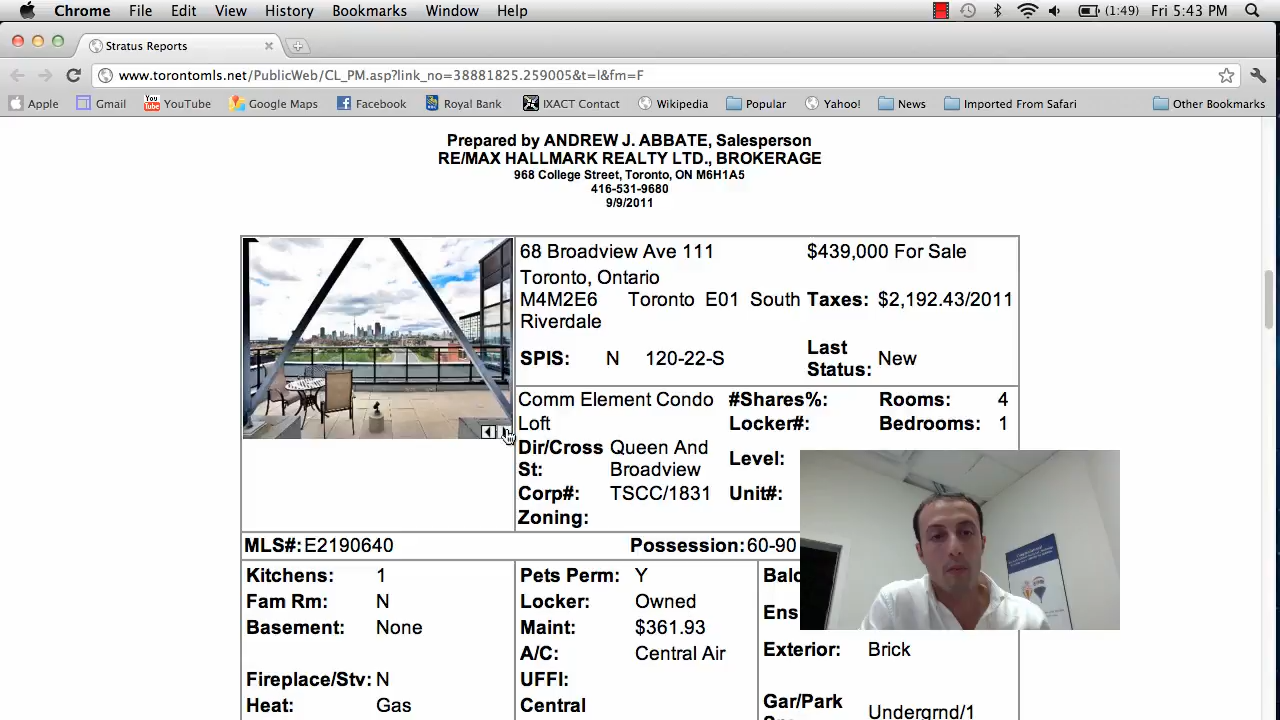 Chrome File Edit View History Bookmarks Window Help (1:49) Fri 5:43 PM
Stratus Reports
www.torontomls.net/PublicWeb/CL_PM.asp?link_no=38881825.259005&t=l&fm=F
Apple Gmail YouTube Google Maps Facebook Royal Bank IXACT Contact Wikipedia Popular Yahoo! News Imported From Safari Other Bookmarks
Prepared by ANDREW J. ABBATE, Salesperson
RE/MAX HALLMARK REALTY LTD., BROKERAGE
968 College Street, Toronto, ON M6H1A5
416-531-9680
9/9/2011
68 Broadview Ave 111 $439,000 For Sale
Toronto, Ontario
M4M2E6 Toronto E01 South Taxes: $2,192.43/2011
Riverdale
SPIS: N 120-22-S Last Status: New
Comm Element Condo #Shares%: Rooms: 4
Loft Locker#: Bedrooms: 1
Dir/Cross Queen And
St: Broadview Level:
Corp#: TSCC/1831 Unit#:
Zoning:
MLS#: E2190640 Possession: 60-90
Kitchens: 1 Pets Perm: Y Balc
Fam Rm: N Locker: Owned Ens
Basement: None Maint: $361.93
A/C: Central Air Exterior: Brick
Fireplace/Stv: N UFFI:
Heat: Gas Central Gar/Park Undergrnd/1